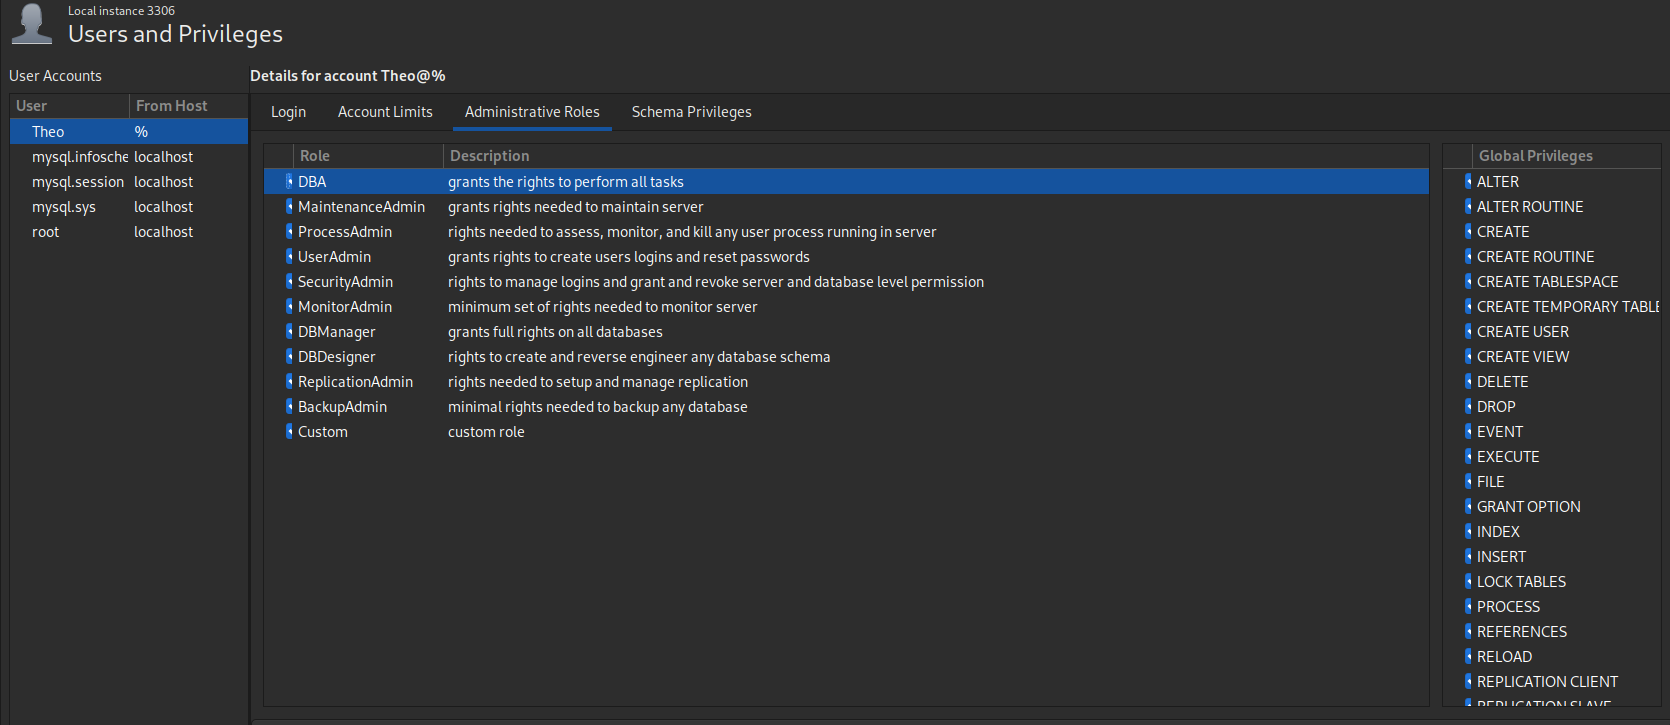 Local instance 3306
Users and Privileges
User Accounts
User From Host
Theo %
mysql.infosche localhost
mysql.session localhost
mysql.sys localhost
root localhost
Details for account Theo@%
Login Account Limits Administrative Roles Schema Privileges
Role Description
DBA grants the rights to perform all tasks
MaintenanceAdmin grants rights needed to maintain server
ProcessAdmin rights needed to assess, monitor, and kill any user process running in server
UserAdmin grants rights to create users logins and reset passwords
SecurityAdmin rights to manage logins and grant and revoke server and database level permission
MonitorAdmin minimum set of rights needed to monitor server
DBManager grants full rights on all databases
DBDesigner rights to create and reverse engineer any database schema
ReplicationAdmin rights needed to setup and manage replication
BackupAdmin minimal rights needed to backup any database
Custom custom role
Global Privileges
ALTER
ALTER ROUTINE
CREATE
CREATE ROUTINE
CREATE TABLESPACE
CREATE TEMPORARY TABLE
CREATE USER
CREATE VIEW
DELETE
DROP
EVENT
EXECUTE
FILE
GRANT OPTION
INDEX
INSERT
LOCK TABLES
PROCESS
REFERENCES
RELOAD
REPLICATION CLIENT
REPLICATION SLAVE